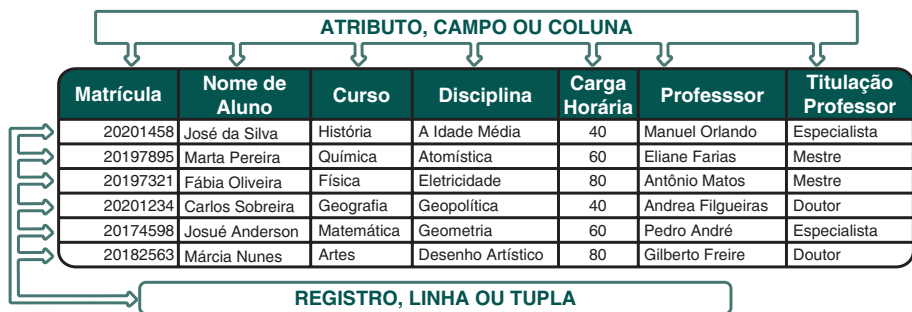 ATRIBUTO, CAMPO OU COLUNA
Matrícula Nome de Aluno Curso Disciplina Carga Horária Professsor Titulação Professor
20201458 José da Silva História A Idade Média 40 Manuel Orlando Especialista
20197895 Marta Pereira Química Atomística 60 Eliane Farias Mestre
20197321 Fábia Oliveira Física Eletricidade 80 Antônio Matos Mestre
20201234 Carlos Sobreira Geografia Geopolítica 40 Andrea Filgueiras Doutor
20174598 Josué Anderson Matemática Geometria 60 Pedro André Especialista
20182563 Márcia Nunes Artes Desenho Artístico 80 Gilberto Freire Doutor
REGISTRO, LINHA OU TUPLA